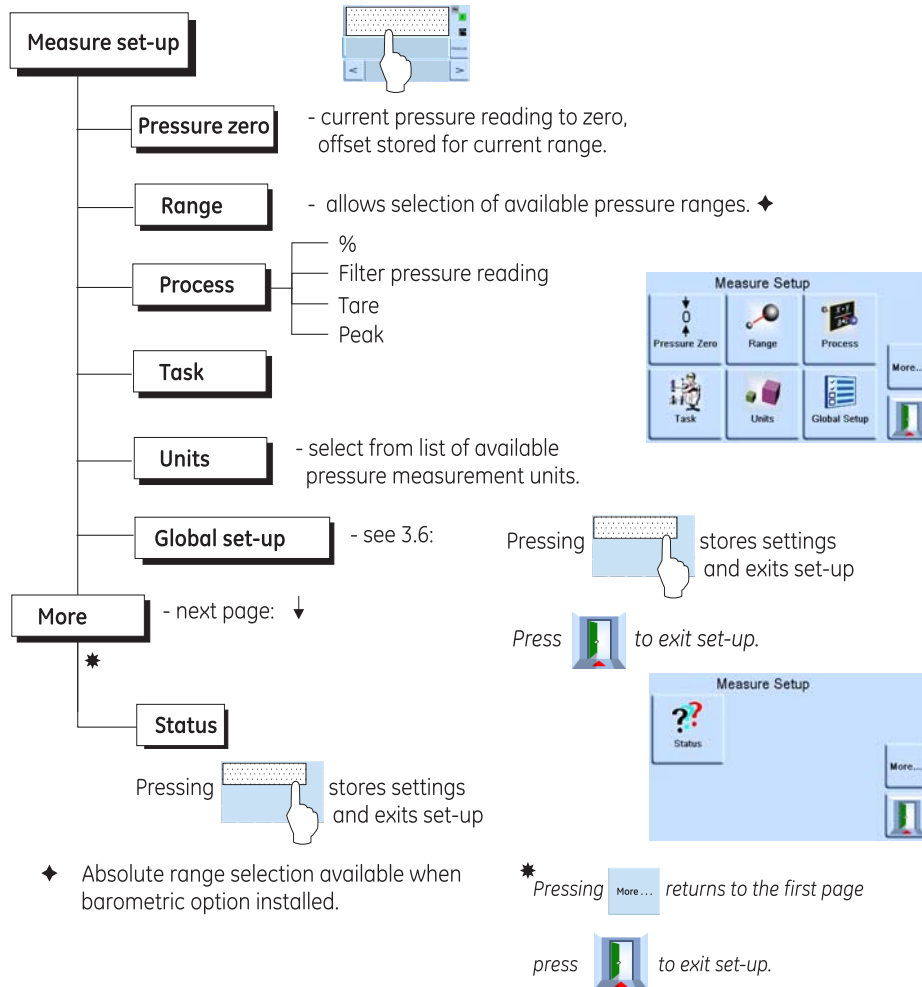 Measure set-up
Pressure zero
- current pressure reading to zero,
offset stored for current range.
Range
- allows selection of available pressure ranges. ✦
Process
%
Filter pressure reading
Tare
Peak
Measure Setup
0
Pressure Zero
Range
Process
More...
Task
Units
Global Setup
Task
Units
- select from list of available
pressure measurement units.
Global set-up
- see 3.6:
Pressing stores settings
and exits set-up
More
- next page: ↓
Press to exit set-up.
✸
Measure Setup
??
Status
More...
Status
Pressing stores settings
and exits set-up
✦ Absolute range selection available when
barometric option installed.
✸
Pressing More... returns to the first page
press to exit set-up.